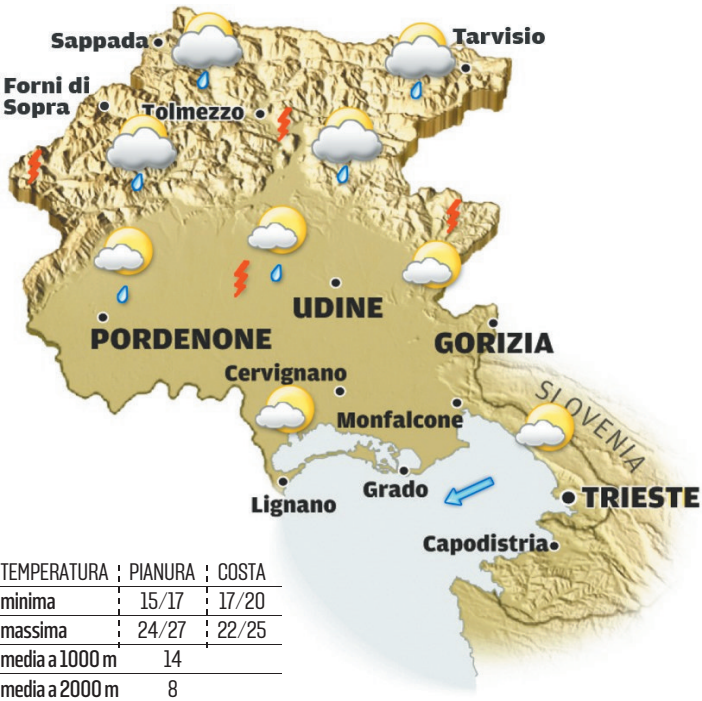 Sappada
Tarvisio
Forni di
Sopra
Tolmezzo
UDINE
PORDENONE
GORIZIA
Cervignano
SLOVENIA
Monfalcone
Grado
Lignano
TRIESTE
Capodistria
TEMPERATURA PIANURA COSTA
minima 15/17 17/20
massima 24/27 22/25
media a 1000 m 14
media a 2000 m 8